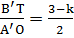 B'T/A'O = 3-k/2